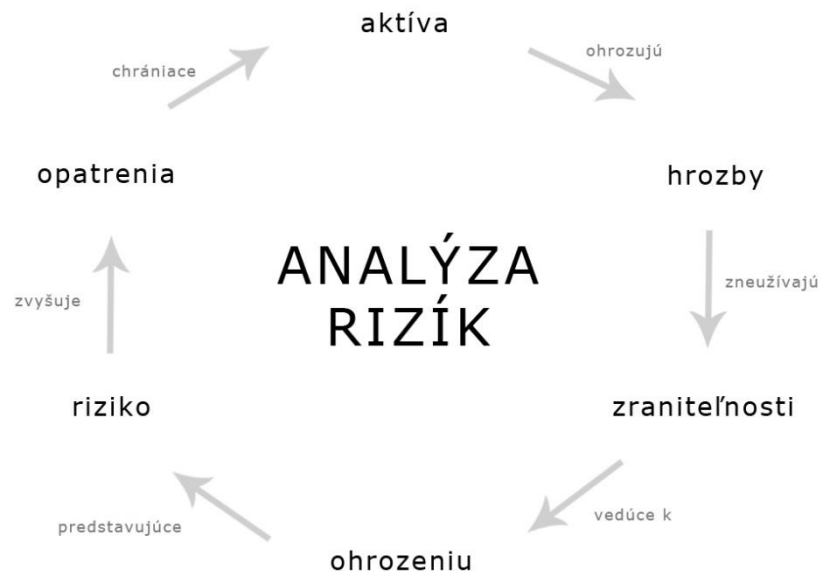 aktíva
ohrozujú
hrozby
zneužívajú
zraniteľnosti
vedúce k
ohrozeniu
predstavujúce
riziko
zvyšuje
opatrenia
chrániace
ANALÝZA
RIZÍK